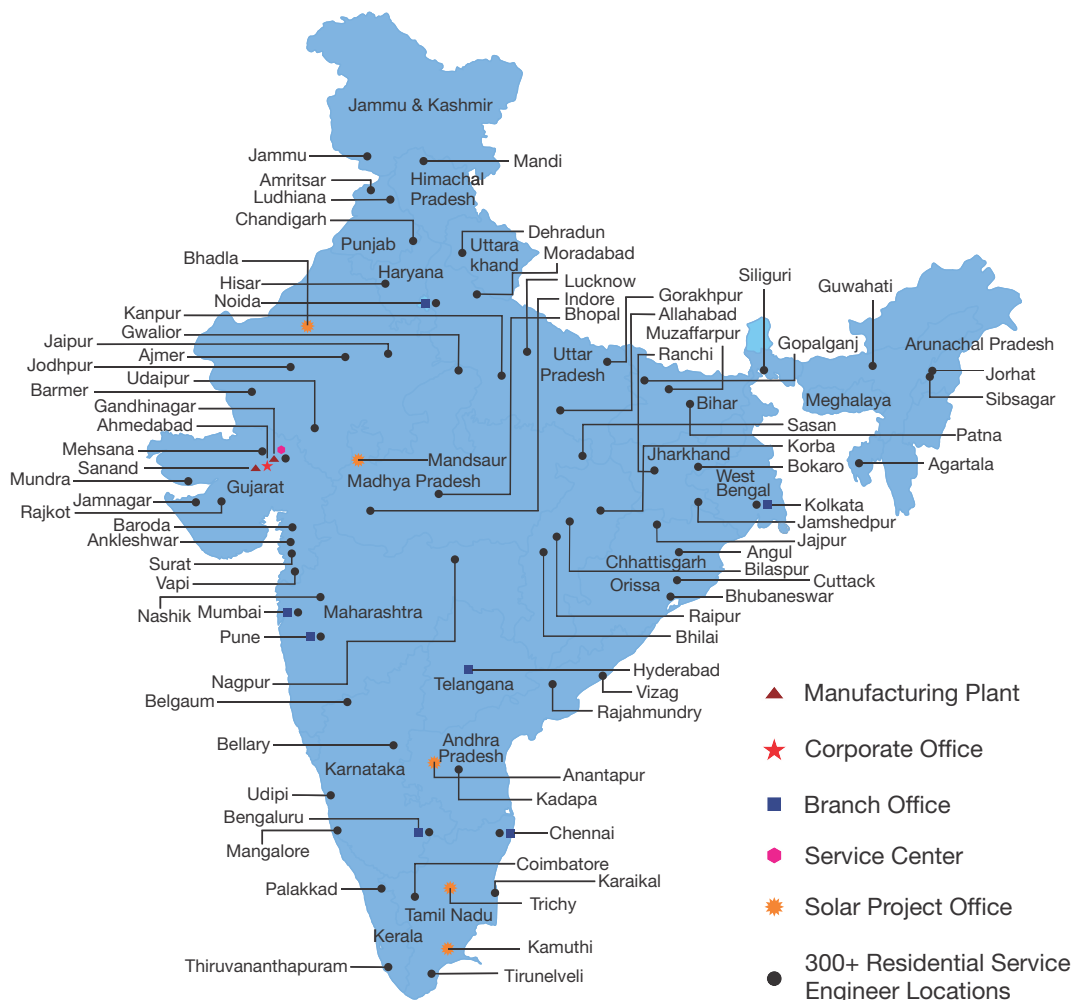 Jammu & Kashmir
Jammu
Mandi
Amritsar
Himachal
Pradesh
Ludhiana
Chandigarh
Dehradun
Punjab
Uttara
khand
Moradabad
Bhadla
Haryana
Lucknow
Siliguri
Guwahati
Hisar
Indore
Gorakhpur
Noida
Bhopal
Allahabad
Kanpur
Muzaffarpur
Gwalior
Gopalganj
Arunachal Pradesh
Jaipur
Ranchi
Ajmer
Uttar
Pradesh
Jodhpur
Jorhat
Udaipur
Barmer
Bihar
Meghalaya
Sibsagar
Gandhinagar
Ahmedabad
Sasan
Patna
Mehsana
Korba
Sanand
Mandsaur
Jharkhand
Bokaro
Agartala
Mundra
Gujarat
Madhya Pradesh
West
Bengal
Jamnagar
Kolkata
Rajkot
Jamshedpur
Baroda
Jajpur
Ankleshwar
Angul
Surat
Chhattisgarh
Bilaspur
Vapi
Orissa
Cuttack
Nashik
Mumbai
Maharashtra
Bhubaneswar
Raipur
Pune
Bhilai
Hyderabad
Nagpur
Telangana
Vizag
Belgaum
Rajahmundry
Manufacturing Plant
Bellary
Andhra
Pradesh
Corporate Office
Karnataka
Anantapur
Udipi
Kadapa
Branch Office
Bengaluru
Chennai
Mangalore
Coimbatore
Service Center
Palakkad
Karaikal
Trichy
Tamil Nadu
Solar Project Office
Kerala
Kamuthi
Thiruvananthapuram
Tirunelveli
300+ Residential Service
Engineer Locations